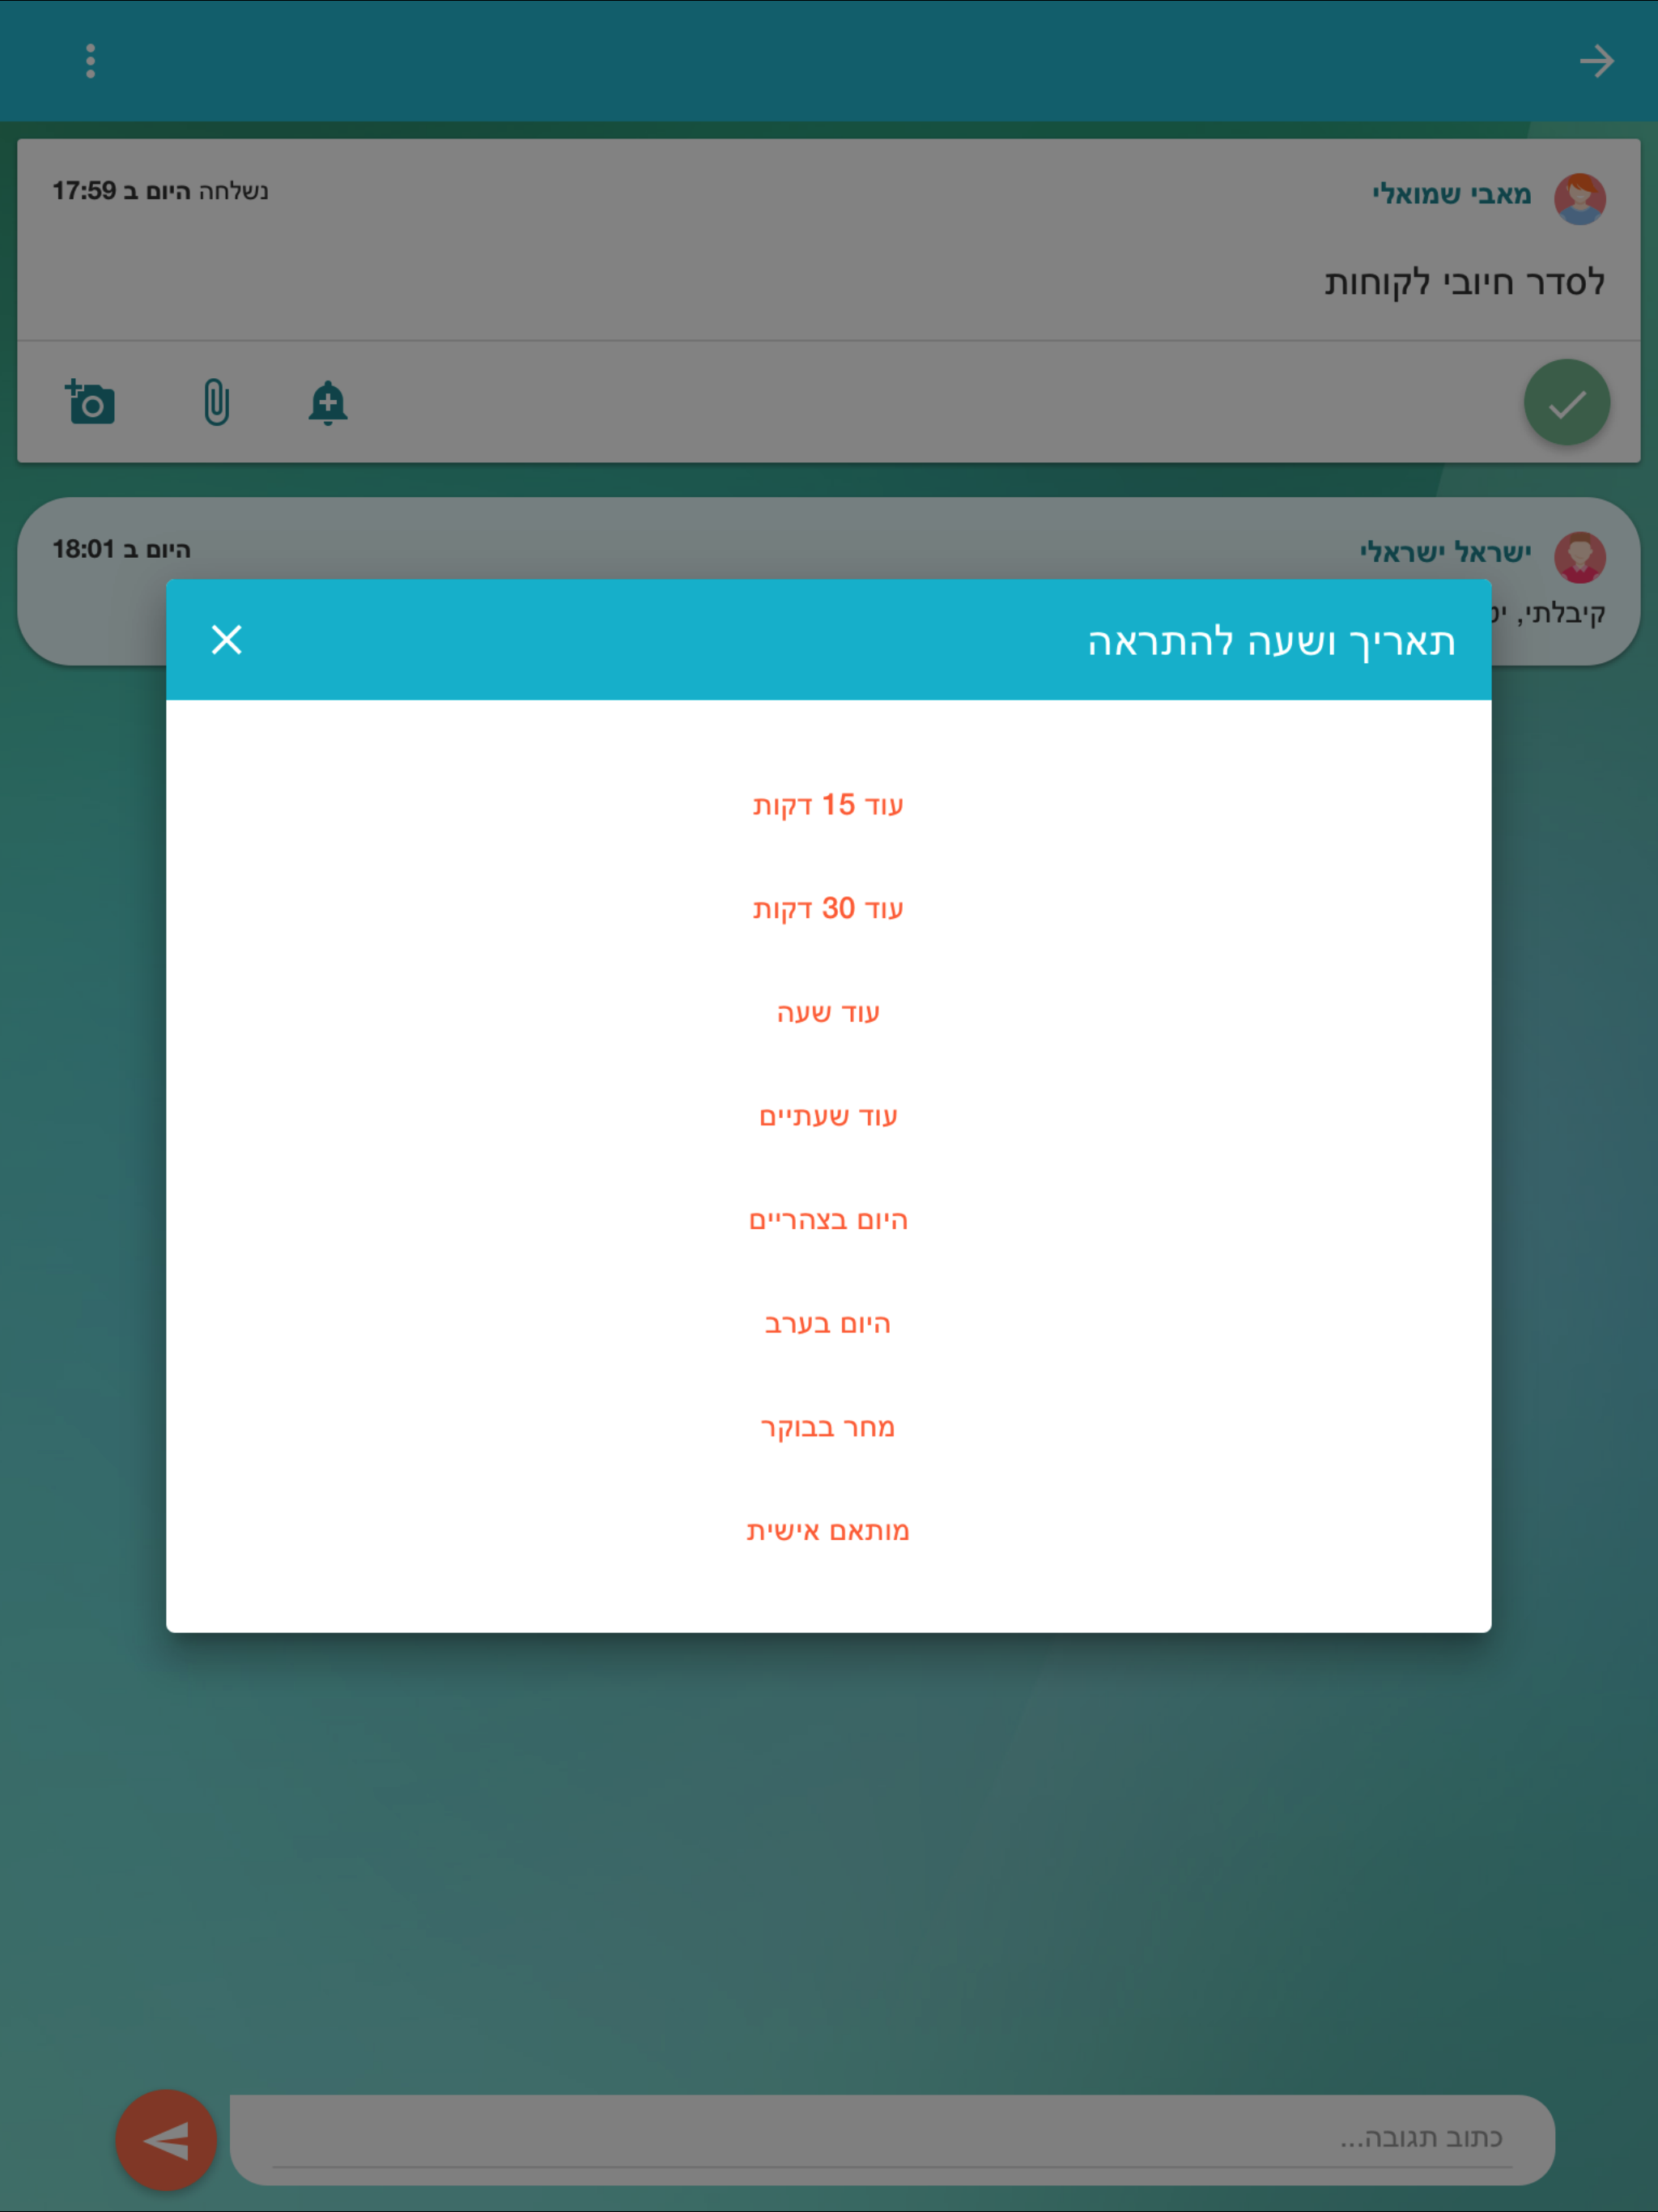 מאבי שמואלי
נשלחה היום ב 17:59
לסדר חיובי לקוחות
ישראל ישראלי
היום ב 18:01
קיבלתי,
תאריך ושעה להתראה
עוד 15 דקות
עוד 30 דקות
עוד שעה
עוד שעתיים
היום בצהריים
היום בערב
מחר בבוקר
מותאם אישית
כתוב תגובה...